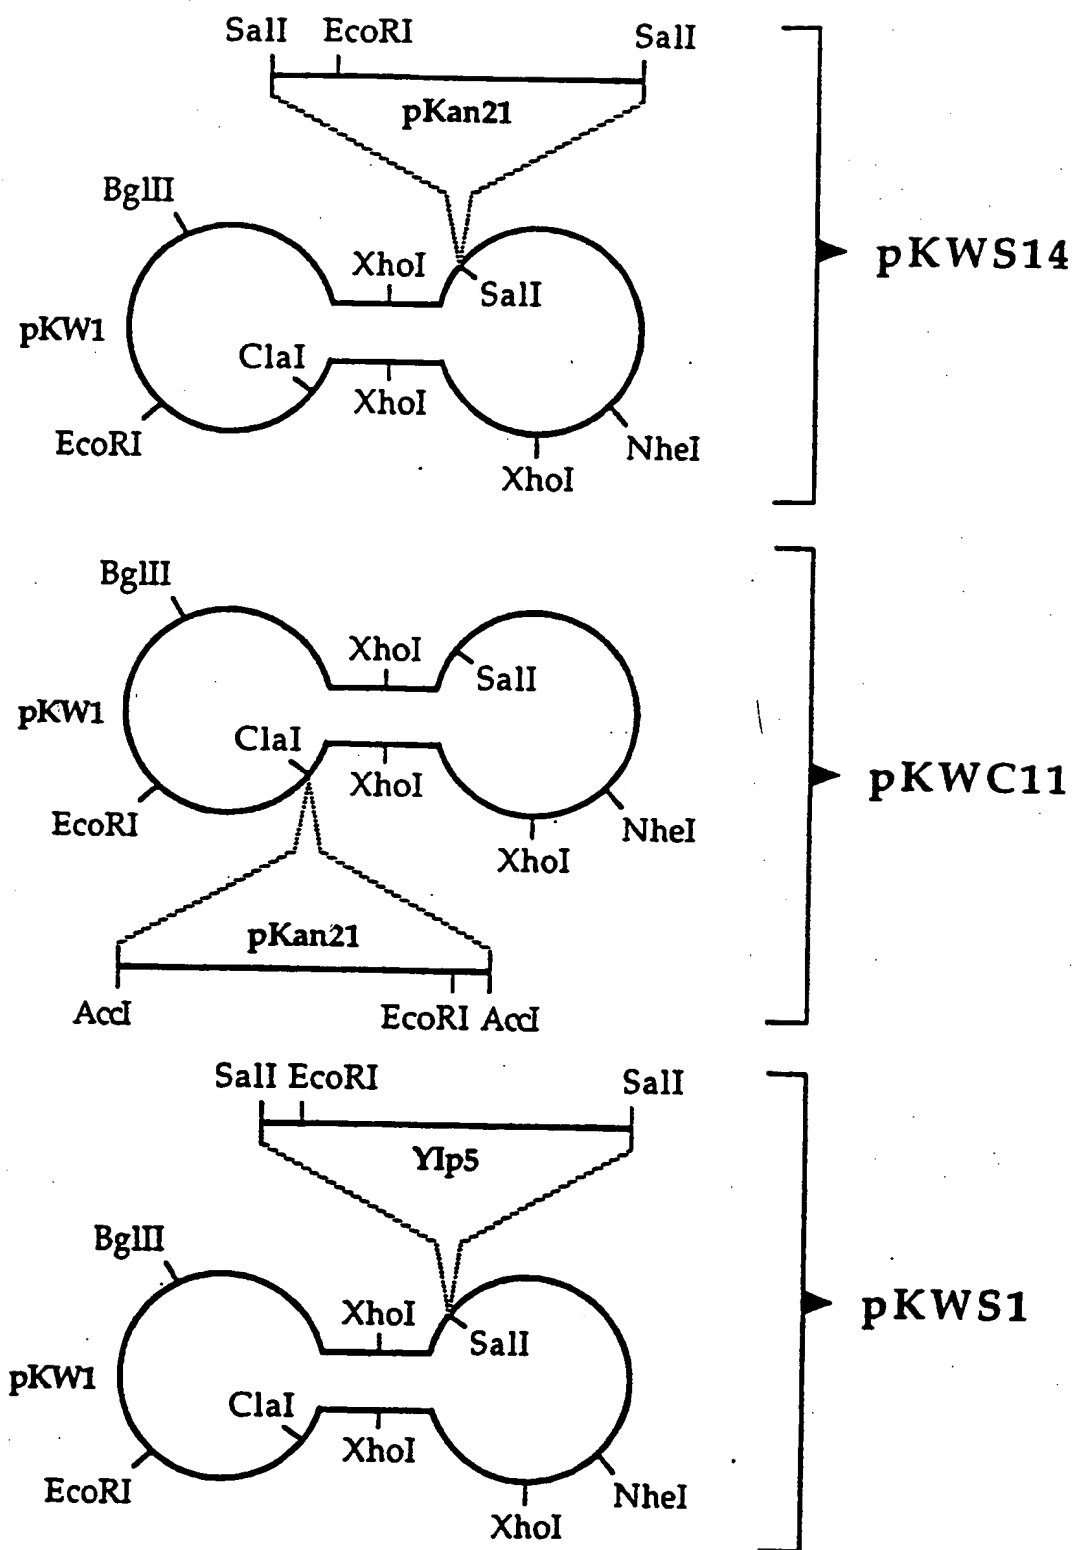 SalI EcoRI SalI
pKan21
BglII
XhoI
SalI
pKWS14
pKW1
ClaI
XhoI
EcoRI
NheI
XhoI
BglII
XhoI
SalI
pKW1
ClaI
XhoI
pKWC11
EcoRI
NheI
XhoI
pKan21
AccI EcoRI AccI
SalI EcoRI SalI
YIp5
BglII
XhoI
SalI
pKWS1
pKW1
ClaI
XhoI
EcoRI
NheI
XhoI